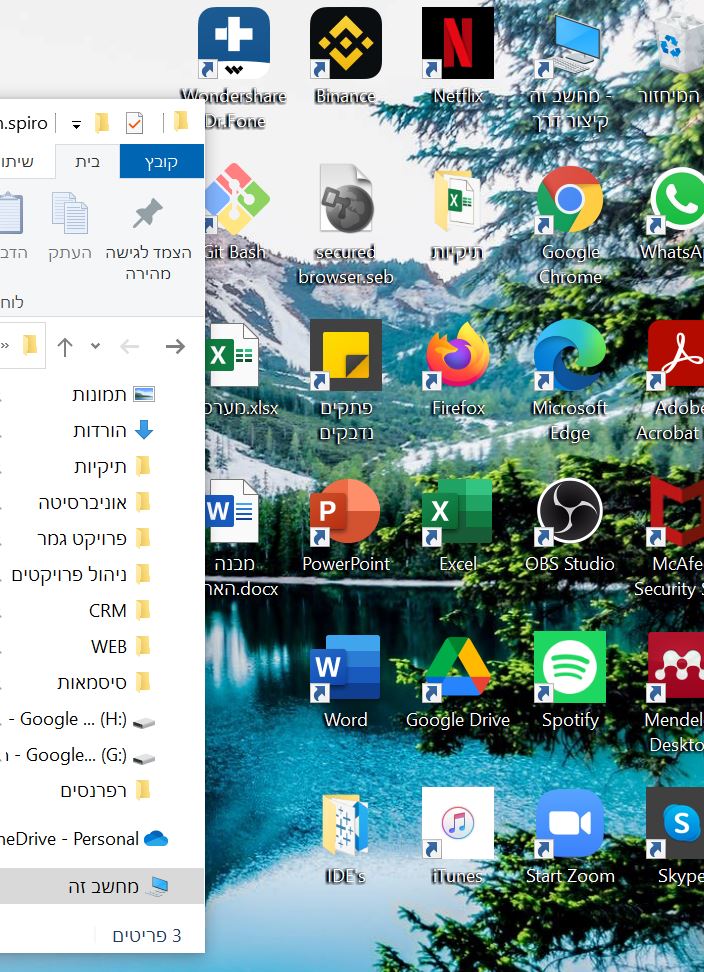 .spiro
קובץ
בית
שיתו
הצמד לגישה
מהירה
העתק
הדב
לוח
»
תמונות
הורדות
תיקיות
אוניברסיטה
פרויקט גמר
ניהול פרויקטים
CRM
WEB
סיסמאות
- Google ... (H:)
- Google... (G:)
רפרנסים
neDrive - Personal
מחשב זה
3 פריטים
המיחזור
מחשב זה -
קיצור דרך
Netflix
Binance
Wondershare
Dr.Fone
WhatsAp
Google
Chrome
תיקיות
secured
browser.seb
Git Bash
Adobe
Acrobat
Microsoft
Edge
Firefox
פתקים
נדבקים
מערכ.xlsx
McAfe
Security S
OBS Studio
Excel
X
PowerPoint
P
W
מבנה
האר.docx
Mendel
Deskto
Spotify
Google Drive
Word
W
Skype
S
Start Zoom
iTunes
IDE's